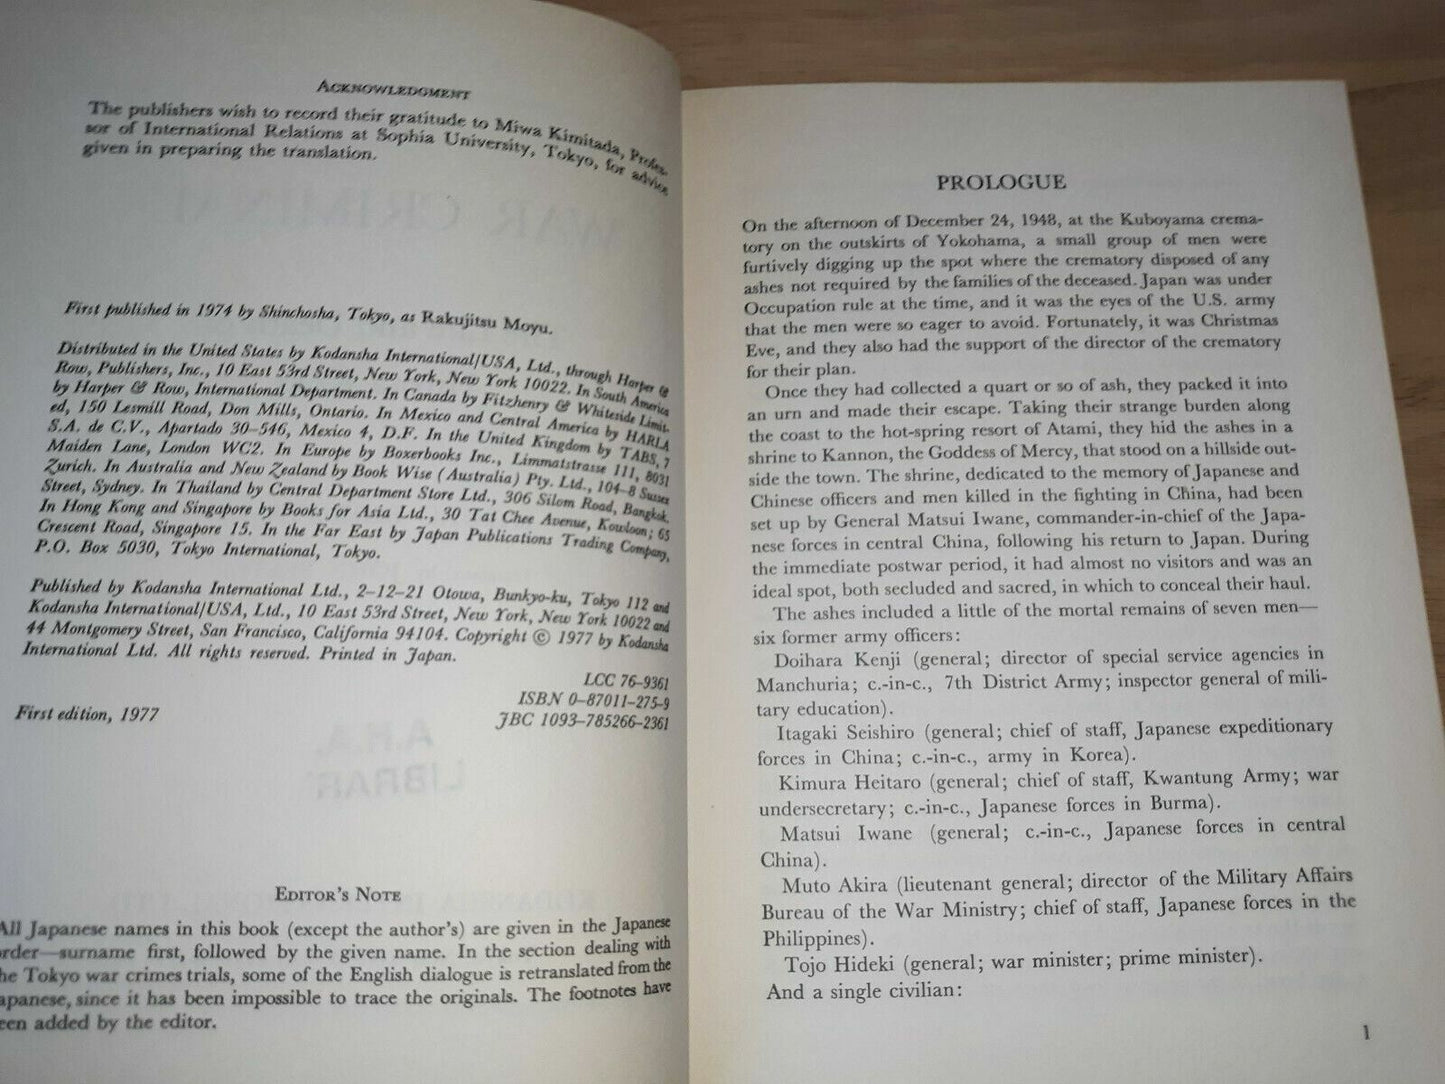 ACKNOWLEDGMENT
The publishers wish to record their gratitude to Miwa Kimitada, Profes-
sor of International Relations at Sophia University, Tokyo, for advice
given in preparing the translation.
First published in 1974 by Shinchosha, Tokyo, as Rakujitsu Moyu.
Distributed in the United States by Kodansha International/USA, Ltd., through Harper &
Row, Publishers, Inc., 10 East 53rd Street, New York, New York 10022. In South America
by Harper & Row, International Department. In Canada by Fitzhenry & Whiteside Limit-
ed, 150 Lesmill Road, Don Mills, Ontario. In Mexico and Central America by HARLA
S.A. de C.V., Apartado 30–546, Mexico 4, D.F. In the United Kingdom by TABS, 7
Maiden Lane, London WC2. In Europe by Boxerbooks Inc., Limmatstrasse 111, 8031
Zurich. In Australia and New Zealand by Book Wise (Australia) Pty. Ltd., 104–8 Sussex
Street, Sydney. In Thailand by Central Department Store Ltd., 306 Silom Road, Bangkok.
In Hong Kong and Singapore by Books for Asia Ltd., 30 Tat Chee Avenue, Kowloon; 65
Crescent Road, Singapore 15. In the Far East by Japan Publications Trading Company,
P.O. Box 5030, Tokyo International, Tokyo.
Published by Kodansha International Ltd., 2–12–21 Otowa, Bunkyo-ku, Tokyo 112 and
Kodansha International/USA, Ltd., 10 East 53rd Street, New York, New York 10022 and
44 Montgomery Street, San Francisco, California 94104. Copyright © 1977 by Kodansha
International Ltd. All rights reserved. Printed in Japan.
LCC 76–9361
ISBN 0–87011–275–9
JBC 1093–785266–2361
First edition, 1977
EDITOR'S NOTE
All Japanese names in this book (except the author's) are given in the Japanese
rder—surname first, followed by the given name. In the section dealing with
he Tokyo war crimes trials, some of the English dialogue is retranslated from the
apanese, since it has been impossible to trace the originals. The footnotes have
een added by the editor.
PROLOGUE
On the afternoon of December 24, 1948, at the Kuboyama crema-
tory on the outskirts of Yokohama, a small group of men were
furtively digging up the spot where the crematory disposed of any
ashes not required by the families of the deceased. Japan was under
Occupation rule at the time, and it was the eyes of the U.S. army
that the men were so eager to avoid. Fortunately, it was Christmas
Eve, and they also had the support of the director of the crematory
for their plan.
Once they had collected a quart or so of ash, they packed it into
an urn and made their escape. Taking their strange burden along
the coast to the hot-spring resort of Atami, they hid the ashes in a
shrine to Kannon, the Goddess of Mercy, that stood on a hillside out-
side the town. The shrine, dedicated to the memory of Japanese and
Chinese officers and men killed in the fighting in China, had been
set up by General Matsui Iwane, commander-in-chief of the Japa-
nese forces in central China, following his return to Japan. During
the immediate postwar period, it had almost no visitors and was an
ideal spot, both secluded and sacred, in which to conceal their haul.
The ashes included a little of the mortal remains of seven men—
six former army officers:
Doihara Kenji (general; director of special service agencies in
Manchuria; c.-in-c., 7th District Army; inspector general of mili-
tary education).
Itagaki Seishiro (general; chief of staff, Japanese expeditionary
forces in China; c.-in-c., army in Korea).
Kimura Heitaro (general; chief of staff, Kwantung Army; war
undersecretary; c.-in-c., Japanese forces in Burma).
Matsui Iwane (general; c.-in-c., Japanese forces in central
China).
Muto Akira (lieutenant general; director of the Military Affairs
Bureau of the War Ministry; chief of staff, Japanese forces in the
Philippines).
Tojo Hideki (general; war minister; prime minister).
And a single civilian:
1